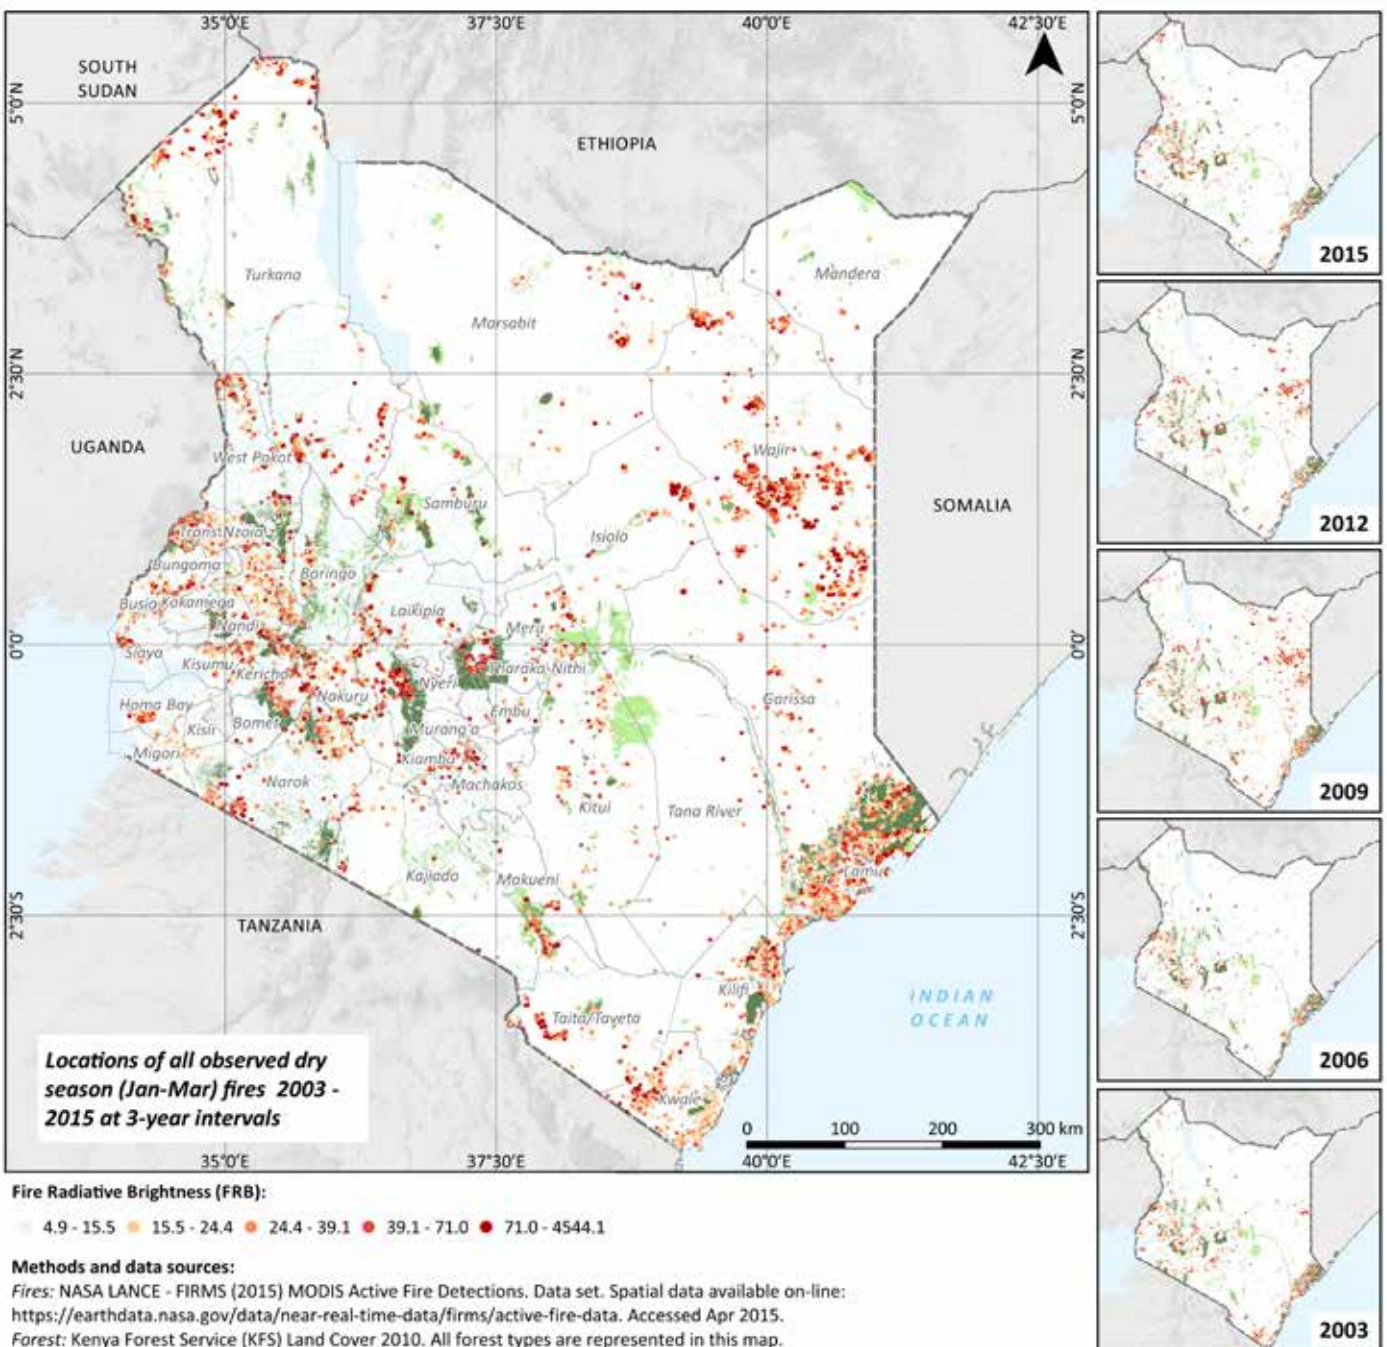 35°0'E
37°30'E
40°0'E
42°30'E
SOUTH
SUDAN
5°0'N
5°0'N
ETHIOPIA
Turkana
Mandera
Marsabit
2°30'N
2°30'N
UGANDA
West Pokot
Wajir
Samburu
SOMALIA
Trans Nzoia
Isiolo
Bungoma
Baringo
Busia
Kakamega
Laikipia
Nandi
Meru
0°0'
0°0'
Siaya
Kisumu
Kericho
Tharaka-Nithi
Nyeri
Nakuru
Garissa
Homa Bay
Embu
Kisii
Bomet
Murang'a
Migori
Kiambu
Narok
Machakos
Kitui
Tana River
Lamu
Kajiado
Makueni
2°30'S
2°30'S
TANZANIA
Kilifi
INDIAN
OCEAN
Taita/Taveta
Kwale
Locations of all observed dry
season (Jan-Mar) fires 2003 -
2015 at 3-year intervals
0 100 200 300 km
35°0'E
37°30'E
40°0'E
42°30'E
2015
2012
2009
2006
2003
Fire Radiative Brightness (FRB):
4.9 - 15.5 15.5 - 24.4 24.4 - 39.1 39.1 - 71.0 71.0 - 4544.1
Methods and data sources:
Fires: NASA LANCE - FIRMS (2015) MODIS Active Fire Detections. Data set. Spatial data available on-line:
https://earthdata.nasa.gov/data/near-real-time-data/firms/active-fire-data. Accessed Apr 2015.
Forest: Kenya Forest Service (KFS) Land Cover 2010. All forest types are represented in this map.